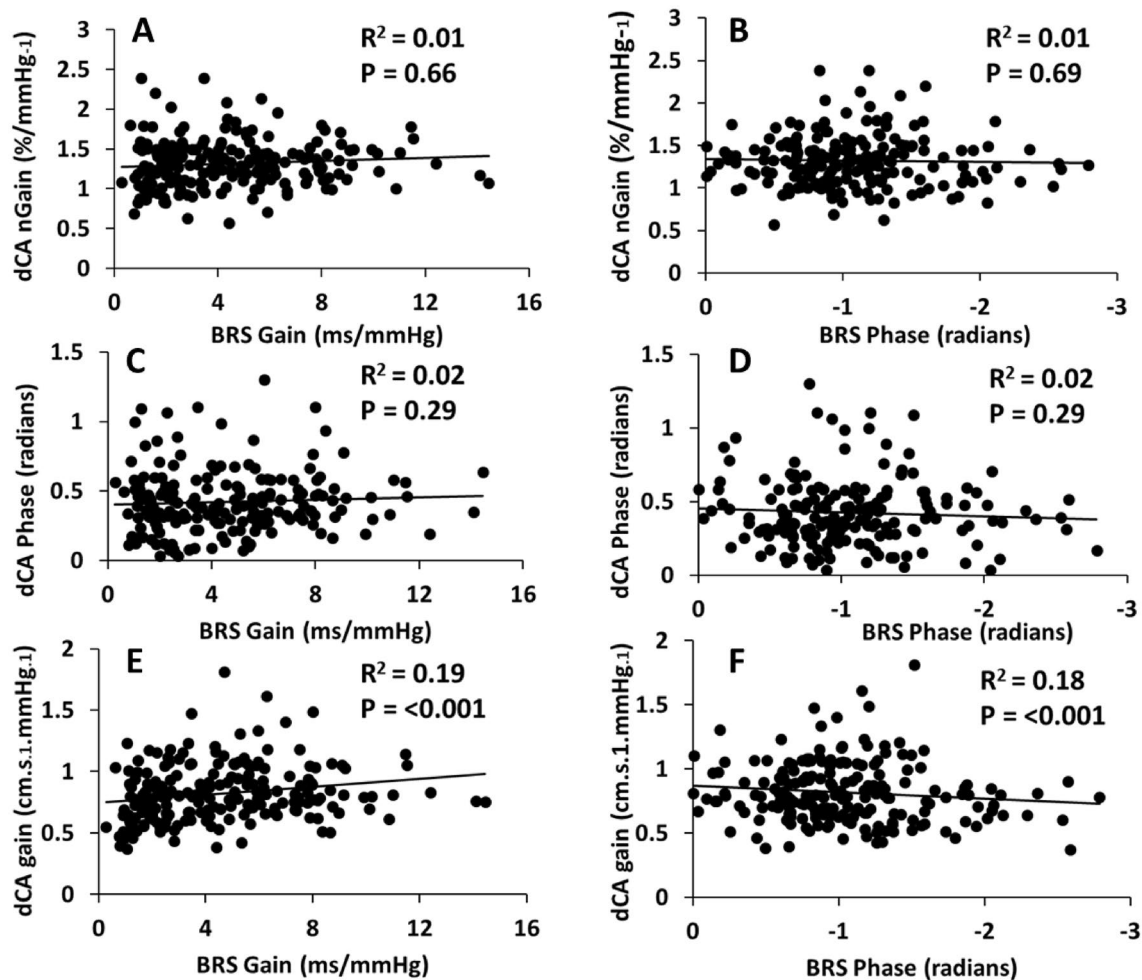 A
R² = 0.01
P = 0.66
dCA nGain (%/mmHg-1)
3
2.5
2
1.5
1
0.5
0
0 4 8 12 16
BRS Gain (ms/mmHg)
B
R² = 0.01
P = 0.69
dCA nGain (%/mmHg-1)
3
2.5
2
1.5
1
0.5
0
0 -1 -2 -3
BRS Phase (radians)
C
R² = 0.02
P = 0.29
dCA Phase (radians)
1.5
1
0.5
0
0 4 8 12 16
BRS Gain (ms/mmHg)
D
R² = 0.02
P = 0.29
dCA Phase (radians)
1.5
1
0.5
0
0 -1 -2 -3
BRS Phase (radians)
E
R² = 0.19
P = <0.001
dCA gain (cm.s.1.mmHg.1)
2
1.5
1
0.5
0
0 4 8 12 16
BRS Gain (ms/mmHg)
F
R² = 0.18
P = <0.001
dCA gain (cm.s.1.mmHg.1)
2
1.5
1
0.5
0
0 -1 -2 -3
BRS Phase (radians)